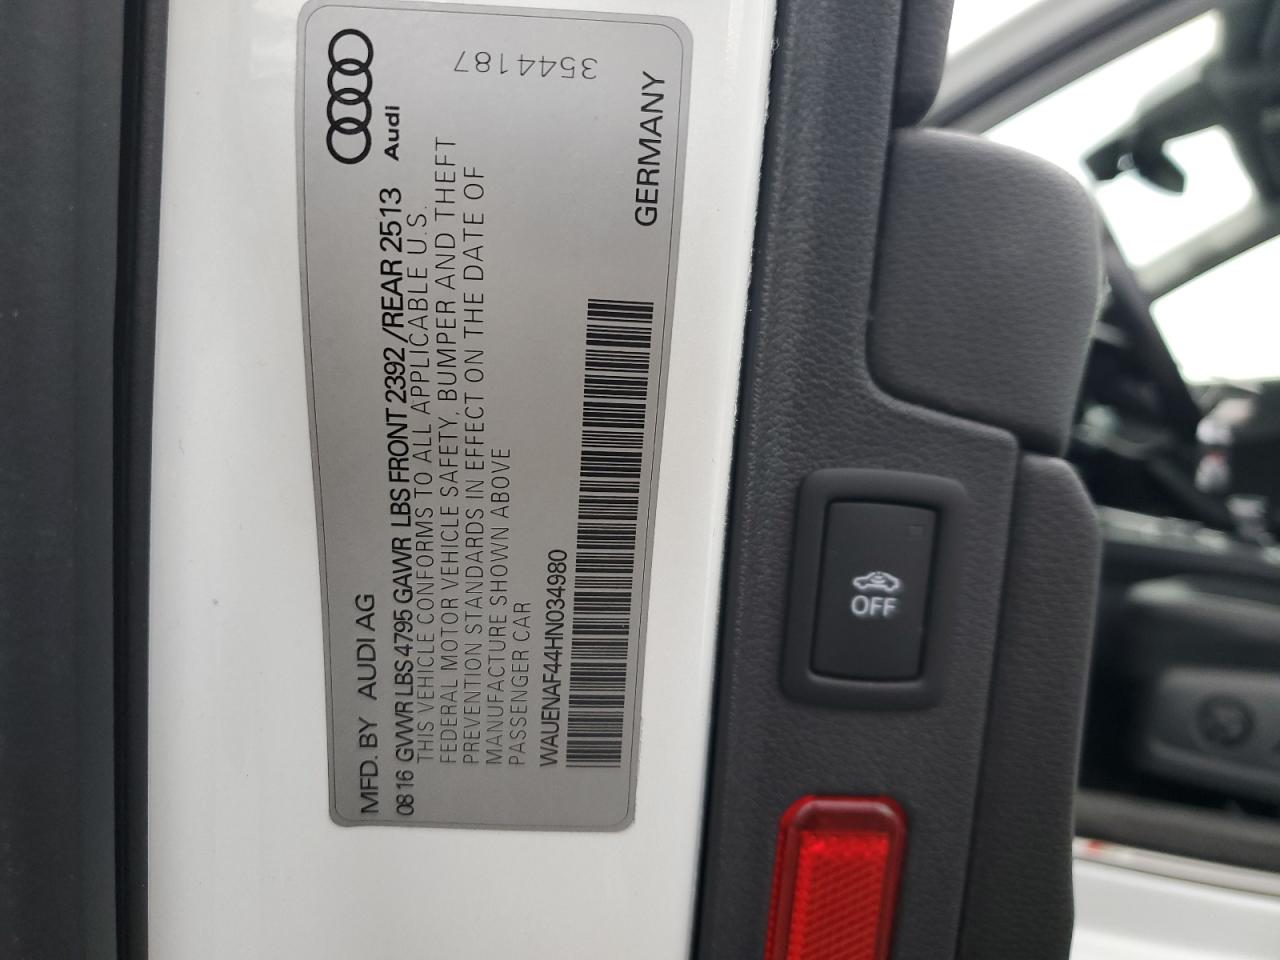 MFD. BY AUDI AG
0816 GVWR LBS 4795 GAWR LBS FRONT 2392 /REAR 2513
Audi
THIS VEHICLE CONFORMS TO ALL APPLICABLE U.S.
FEDERAL MOTOR VEHICLE SAFETY, BUMPER AND THEFT
PREVENTION STANDARDS IN EFFECT ON THE DATE OF
MANUFACTURE SHOWN ABOVE
PASSENGER CAR
WAUENAF44HN034980
GERMANY
3544187
OFF